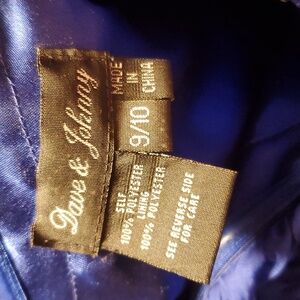 Dave & Johnny
MADE
IN
CHINA
9/10
SELF
100% POLYESTER
LINING
100% POLYESTER
SEE REVERSE SIDE
FOR CARE